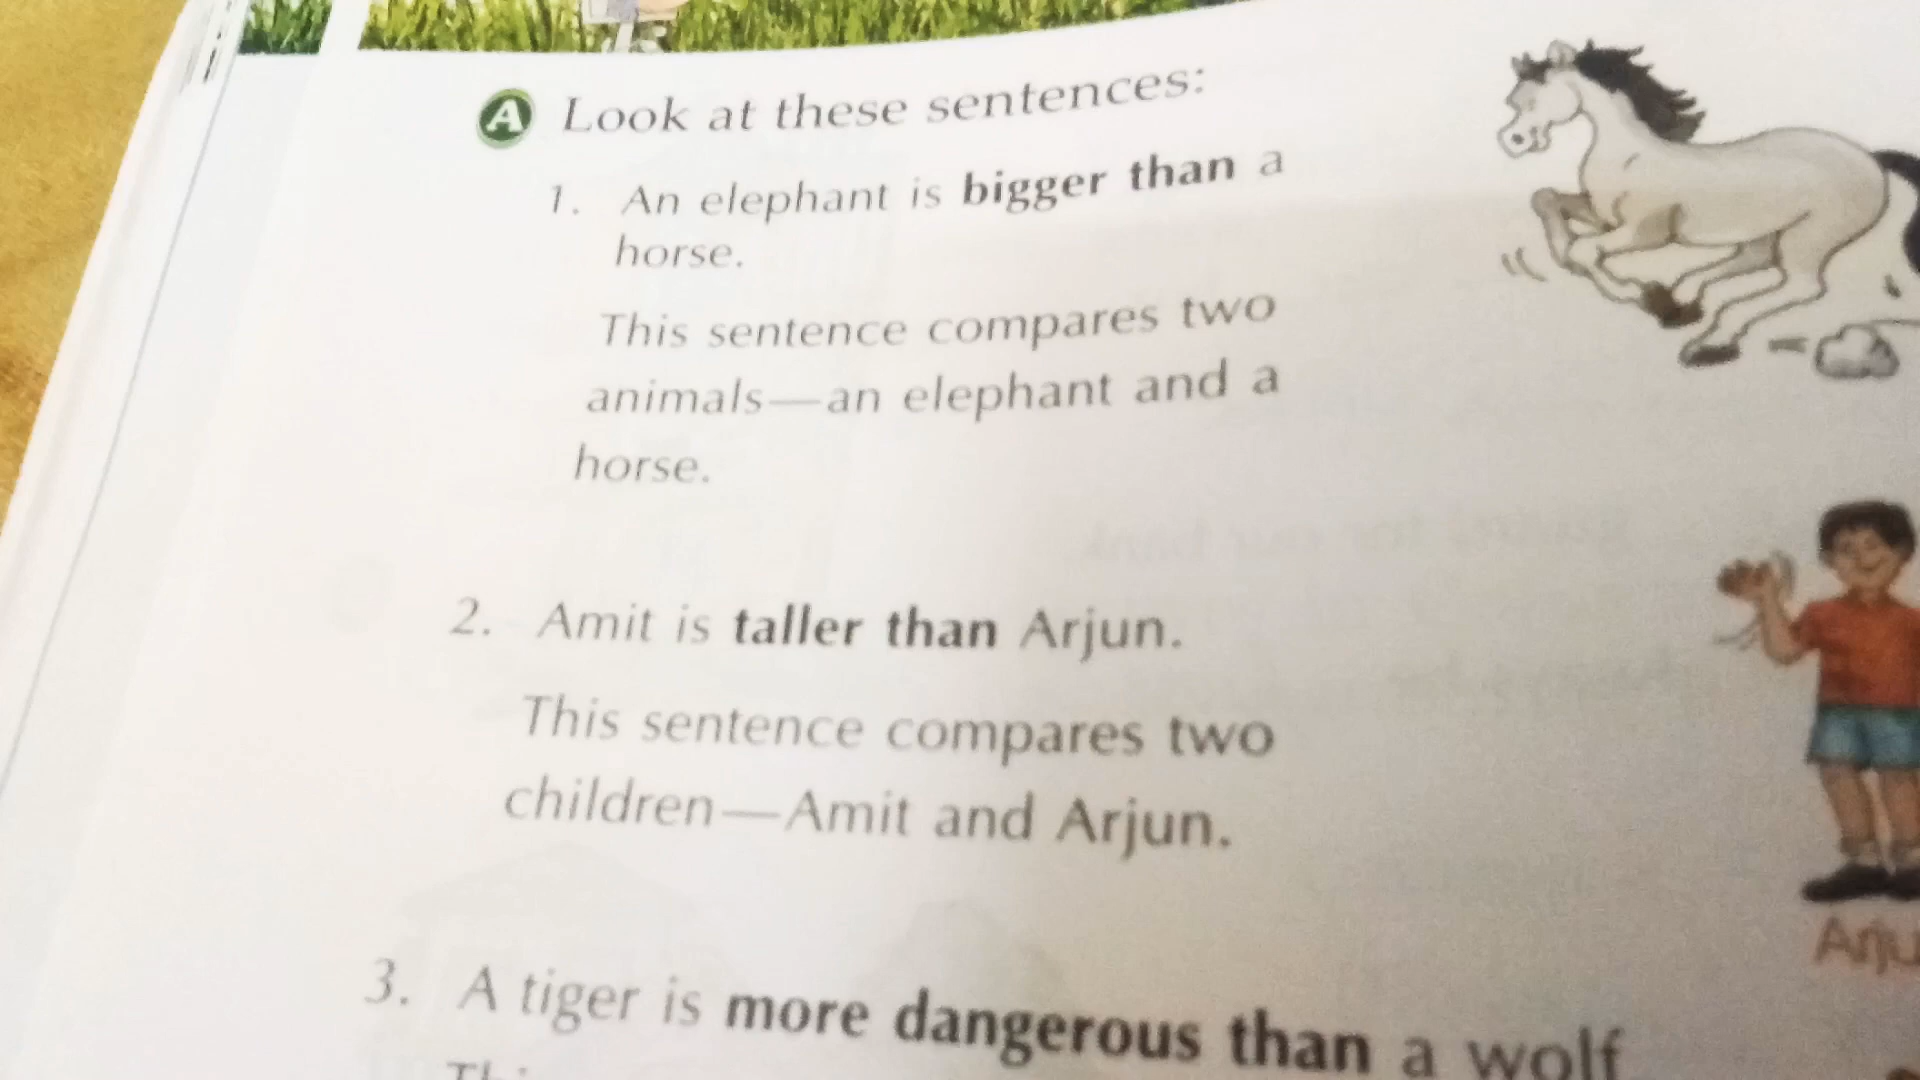 A Look at these sentences:
1. An elephant is bigger than a
horse.
This sentence compares two
animals—an elephant and a
horse.
2. Amit is taller than Arjun.
This sentence compares two
children—Amit and Arjun.
3. A tiger is more dangerous than a wolf